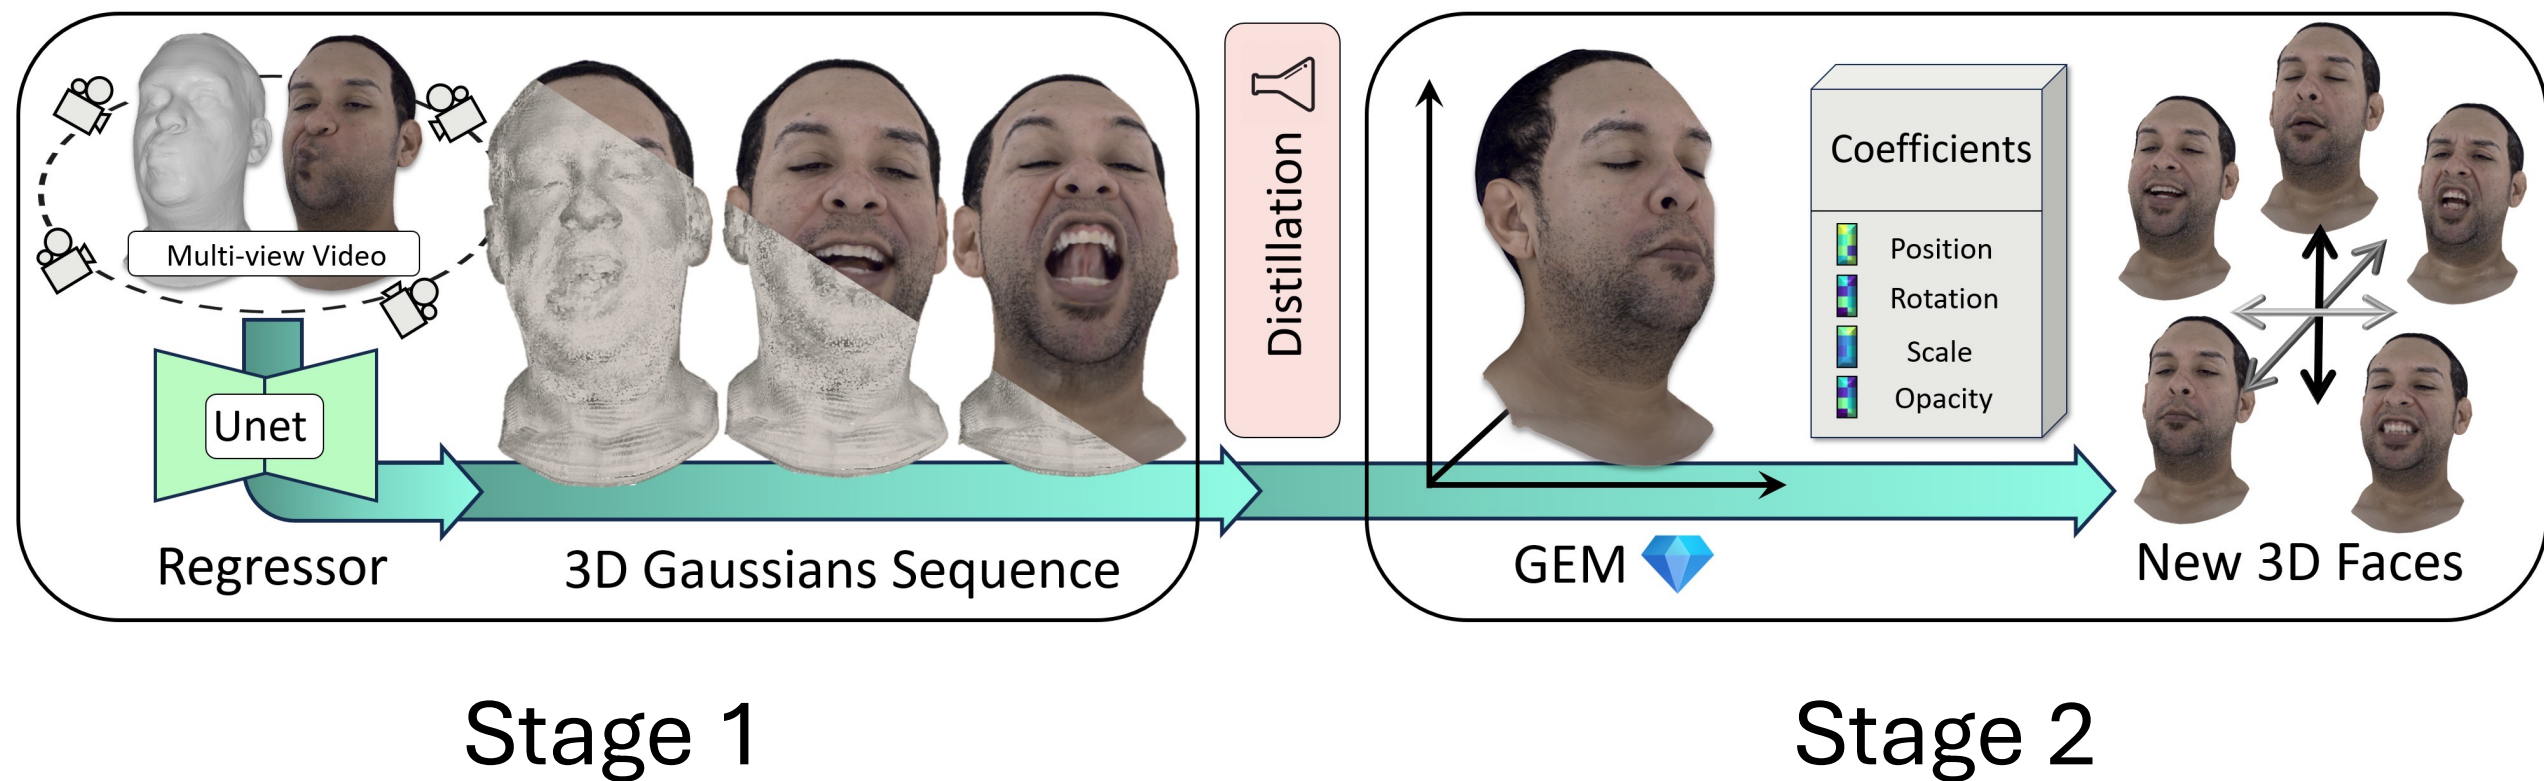 Multi-view Video
Unet
Regressor
3D Gaussians Sequence
Distillation
Coefficients
Position
Rotation
Scale
Opacity
GEM
New 3D Faces
Stage 1
Stage 2